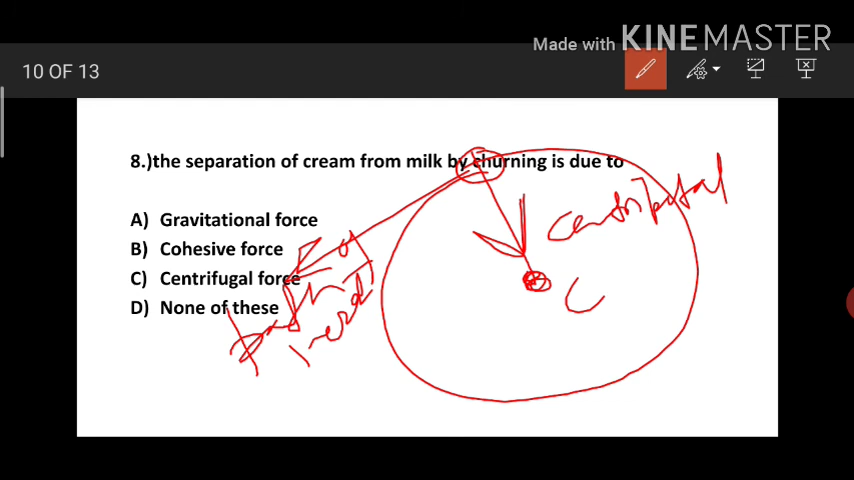 Made with KINEMASTER
10 OF 13
8.)the separation of cream from milk by churning is due to
A) Gravitational force
B) Cohesive force
C) Centrifugal force
D) None of these
Centripetal
C